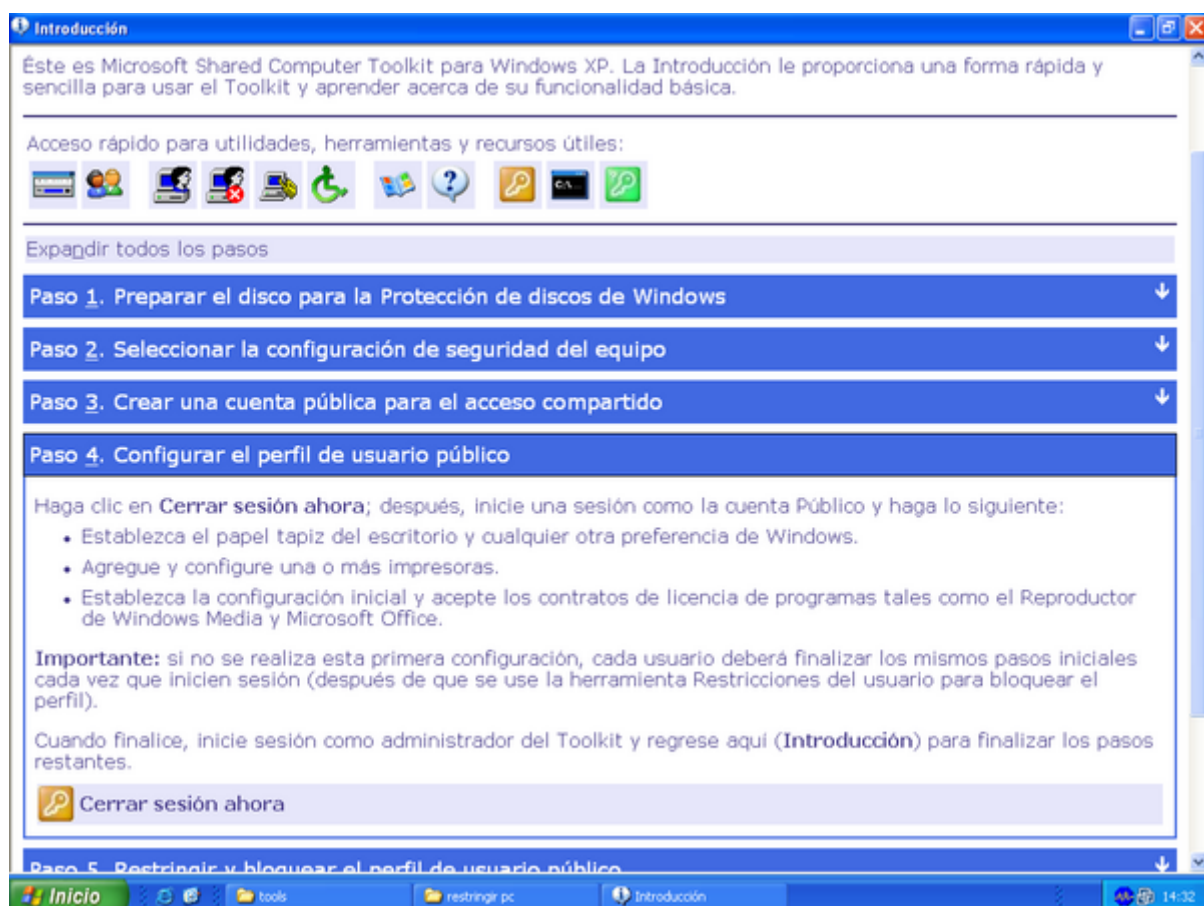 Introducción
Éste es Microsoft Shared Computer Toolkit para Windows XP. La Introducción le proporciona una forma rápida y
sencilla para usar el Toolkit y aprender acerca de su funcionalidad básica.
Acceso rápido para utilidades, herramientas y recursos útiles:
C:\...
Expandir todos los pasos
Paso 1. Preparar el disco para la Protección de discos de Windows
Paso 2. Seleccionar la configuración de seguridad del equipo
Paso 3. Crear una cuenta pública para el acceso compartido
Paso 4. Configurar el perfil de usuario público
Haga clic en Cerrar sesión ahora; después, inicie una sesión como la cuenta Público y haga lo siguiente:
• Establezca el papel tapiz del escritorio y cualquier otra preferencia de Windows.
• Agregue y configure una o más impresoras.
• Establezca la configuración inicial y acepte los contratos de licencia de programas tales como el Reproductor
de Windows Media y Microsoft Office.
Importante: si no se realiza esta primera configuración, cada usuario deberá finalizar los mismos pasos iniciales
cada vez que inicien sesión (después de que se use la herramienta Restricciones del usuario para bloquear el
perfil).
Cuando finalice, inicie sesión como administrador del Toolkit y regrese aquí (Introducción) para finalizar los pasos
restantes.
Cerrar sesión ahora
Paso 5. Restringir y bloquear el perfil de usuario público
Inicio
tools
restringir pc
Introducción
14:32